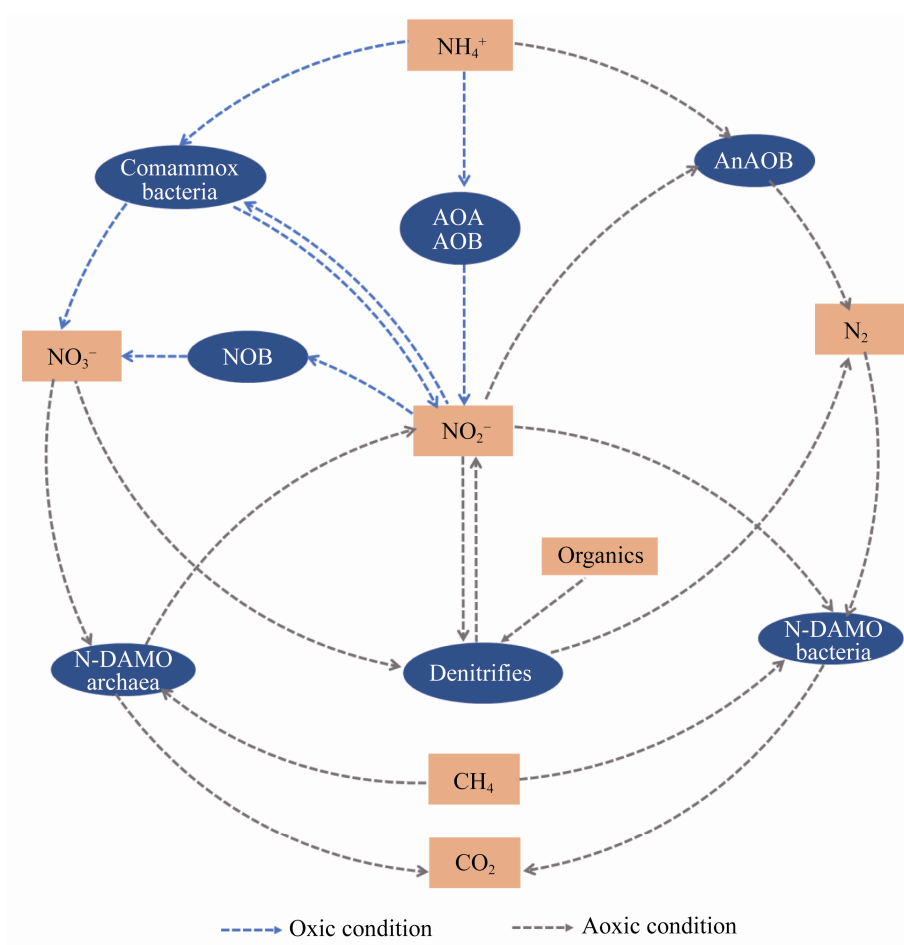 NH₄⁺
Comammox
bacteria
AnAOB
AOA
AOB
N₂
NO₃⁻
NOB
NO₂⁻
Organics
N-DAMO
bacteria
N-DAMO
archaea
Denitrifies
CH₄
CO₂
Oxic condition
Aoxic condition